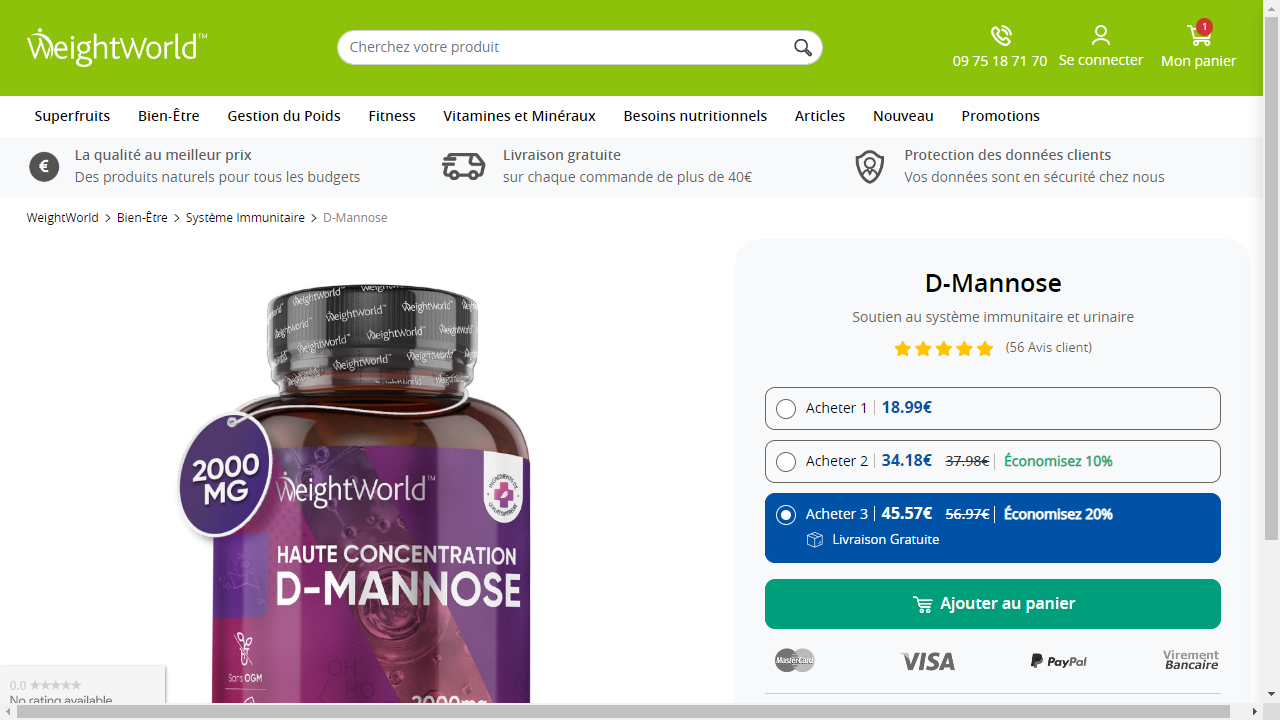 WeightWorld™
Cherchez votre produit
09 75 18 71 70
Se connecter
1
Mon panier
Superfruits
Bien-Être
Gestion du Poids
Fitness
Vitamines et Minéraux
Besoins nutritionnels
Articles
Nouveau
Promotions
€
La qualité au meilleur prix
Des produits naturels pour tous les budgets
Livraison gratuite
sur chaque commande de plus de 40€
Protection des données clients
Vos données sont en sécurité chez nous
WeightWorld > Bien-Être > Système Immunitaire > D-Mannose
2000
MG
WeightWorld™
HAUTE CONCENTRATION
D-MANNOSE
Sans OGM
2000mg
0.0 ★★★★★
No rating available
D-Mannose
Soutien au système immunitaire et urinaire
(56 Avis client)
Acheter 1 | 18.99€
Acheter 2 | 34.18€ 37.98€ | Économisez 10%
Acheter 3 | 45.57€ 56.97€ | Économisez 20%
Livraison Gratuite
Ajouter au panier
MasterCard
VISA
PayPal
Virement
Bancaire